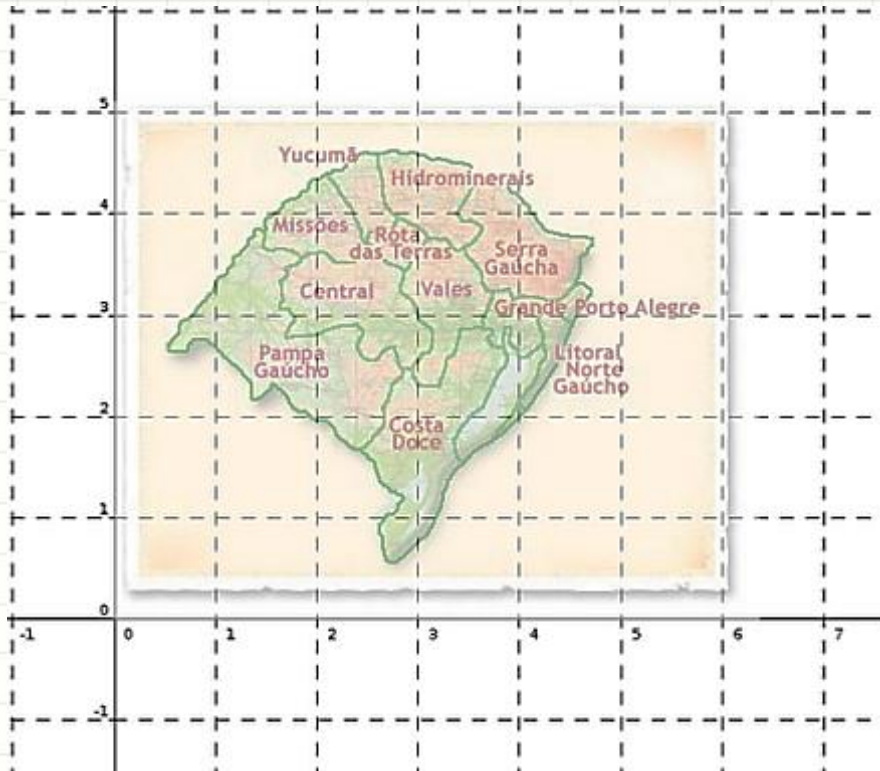 5
Yucumã
Hidrominerais
4
Missões
Rota
das Terras
Serra
Gaúcha
Central
Vales
3
Grande Porto Alegre
Pampa
Gaúcho
Litoral
Norte
Gaúcho
2
Costa
Doce
1
0
-1 0 1 2 3 4 5 6 7
-1